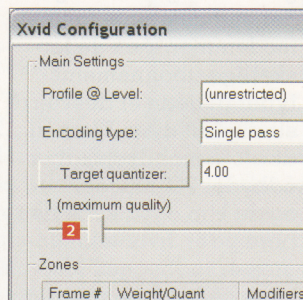 Xvid Configuration
Main Settings
Profile @ Level: (unrestricted)
Encoding type: Single pass
Target quantizer: 4.00
1 (maximum quality)
2
Zones
Frame # Weight/Quant Modifiers